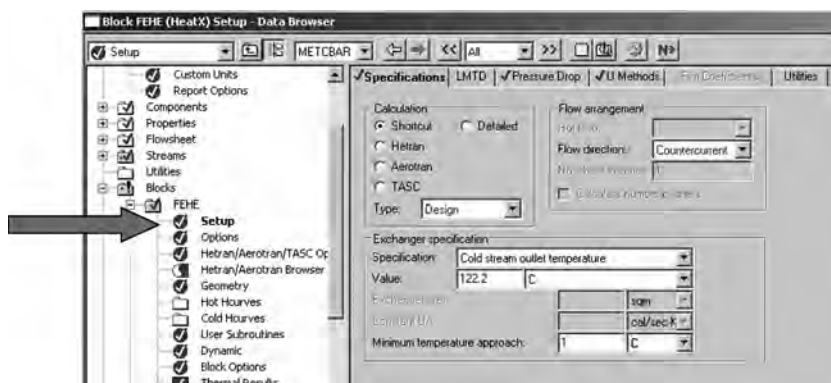 Block FEHE (HeatX) Setup - Data Browser
Setup METCBAR << All >> N>
Custom Units
Report Options
Components
Properties
Flowsheet
Streams
Utilities
Blocks
FEHE
Setup
Options
Hetran/Aerotran/TASC Op
Hetran/Aerotran Browser
Geometry
Hot Hcurves
Cold Hcurves
User Subroutines
Dynamic
Block Options
Thermal Results
Specifications LMTD Pressure Drop U Methods Film Coefficients Utilities
Calculation
Shortcut Detailed
Hetran
Aerotran
TASC
Type: Design
Flow arrangement
Hot fluid:
Flow direction: Countercurrent
Calculate number of shells
Exchanger specification
Specification: Cold stream outlet temperature
Value: 122.2 C
Exchanger area: sqm
Constant UA: cal/sec-K
Minimum temperature approach: 1 C